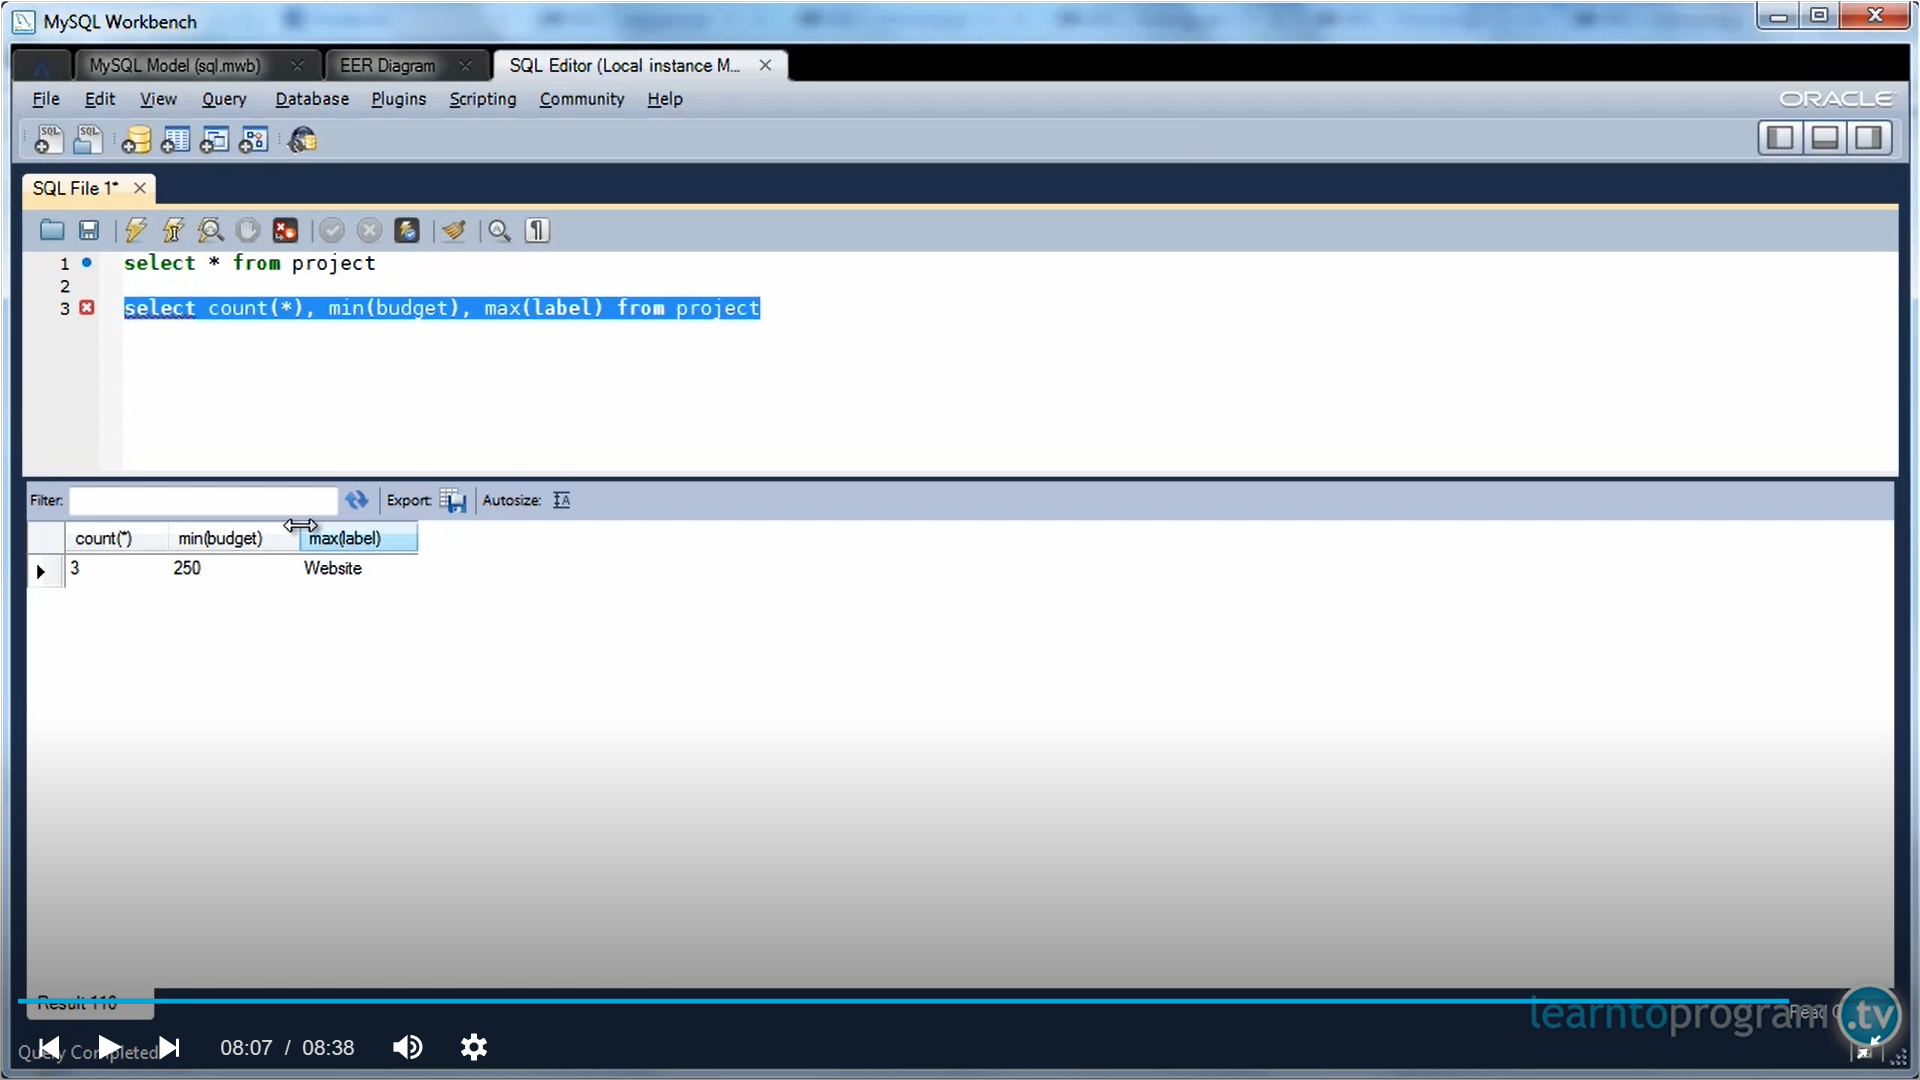 MySQL Workbench
MySQL Model (sql.mwb)
EER Diagram
SQL Editor (Local instance M...
File Edit View Query Database Plugins Scripting Community Help
ORACLE
SQL SQL
SQL File 1*
1 select * from project
2
3 select count(*), min(budget), max(label) from project
Filter: Export: Autosize:
count(*) min(budget) max(label)
3 250 Website
Result 110
learntoprogram.tv
Read
Query Completed
08:07 / 08:38